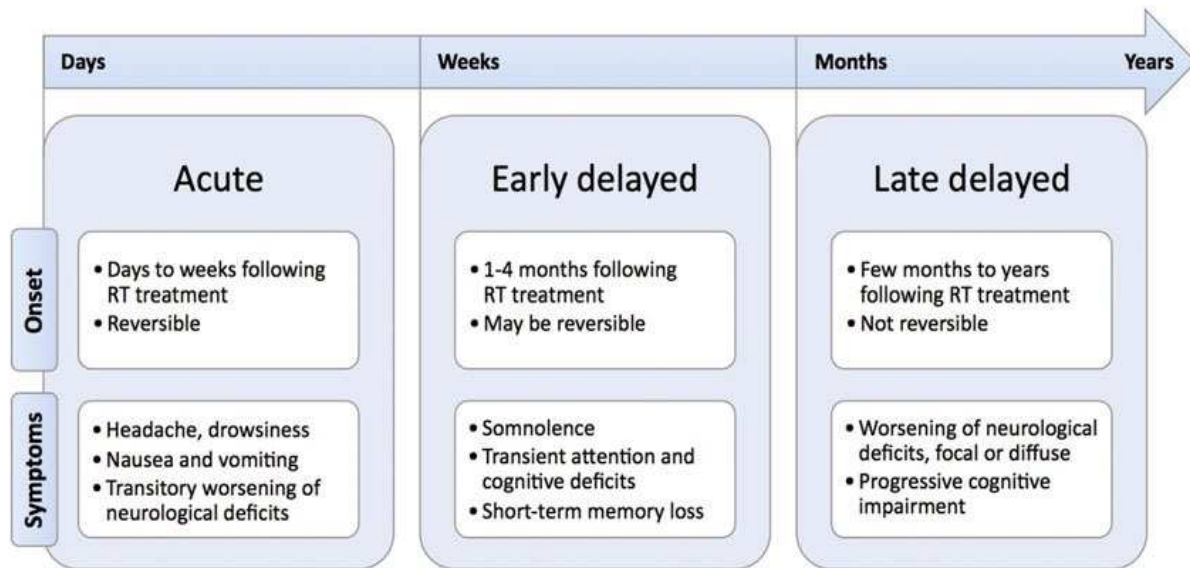 Days
Weeks
Months
Years
Acute
Early delayed
Late delayed
Onset
• Days to weeks following
RT treatment
• Reversible
• 1-4 months following
RT treatment
• May be reversible
• Few months to years
following RT treatment
• Not reversible
Symptoms
• Headache, drowsiness
• Nausea and vomiting
• Transitory worsening of
neurological deficits
• Somnolence
• Transient attention and
cognitive deficits
• Short-term memory loss
• Worsening of neurological
deficits, focal or diffuse
• Progressive cognitive
impairment